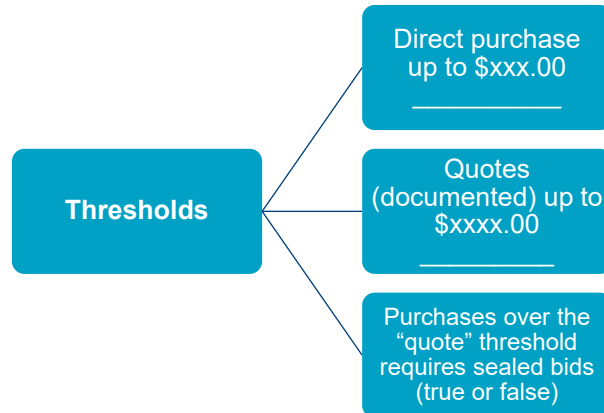 Thresholds
Direct purchase
up to $xxx.00
___________
Quotes
(documented) up to
$xxxx.00
__________
Purchases over the
“quote” threshold
requires sealed bids
(true or false)